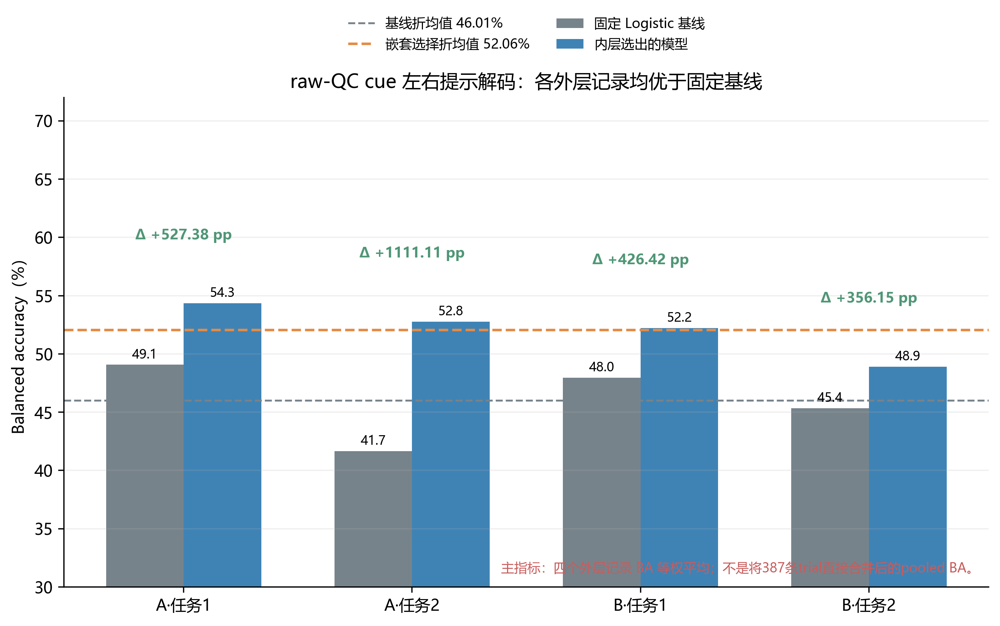 基线折均值 46.01%
嵌套选择折均值 52.06%
固定 Logistic 基线
内层选出的模型
raw-QC cue 左右提示解码：各外层记录均优于固定基线
Balanced accuracy（%）
70
65
60
55
50
45
40
35
30
Δ +527.38 pp
Δ +1111.11 pp
Δ +426.42 pp
Δ +356.15 pp
49.1
54.3
41.7
52.8
48.0
52.2
45.4
48.9
主指标：四个外层记录 BA 等权平均；不是将387条trial直接合并后的pooled BA。
A·任务1
A·任务2
B·任务1
B·任务2